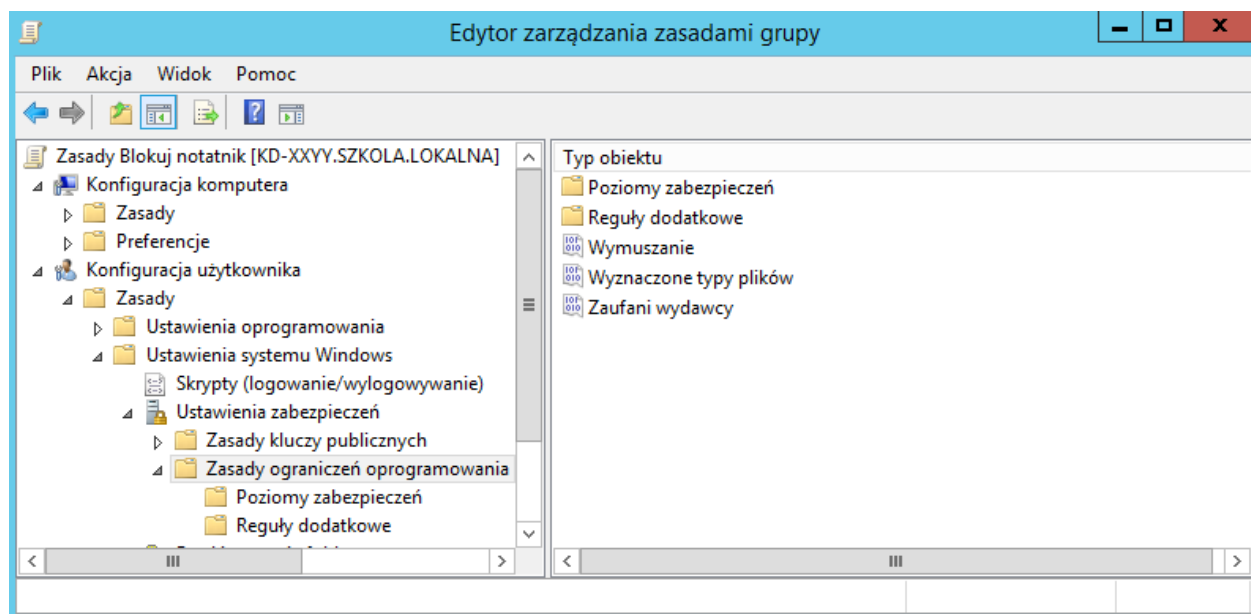 Edytor zarządzania zasadami grupy
Plik Akcja Widok Pomoc
Zasady Blokuj notatnik [KD-XXYY.SZKOLA.LOKALNA]
Konfiguracja komputera
Zasady
Preferencje
Konfiguracja użytkownika
Zasady
Ustawienia oprogramowania
Ustawienia systemu Windows
Skrypty (logowanie/wylogowywanie)
Ustawienia zabezpieczeń
Zasady kluczy publicznych
Zasady ograniczeń oprogramowania
Poziomy zabezpieczeń
Reguły dodatkowe
Typ obiektu
Poziomy zabezpieczeń
Reguły dodatkowe
Wymuszanie
Wyznaczone typy plików
Zaufani wydawcy